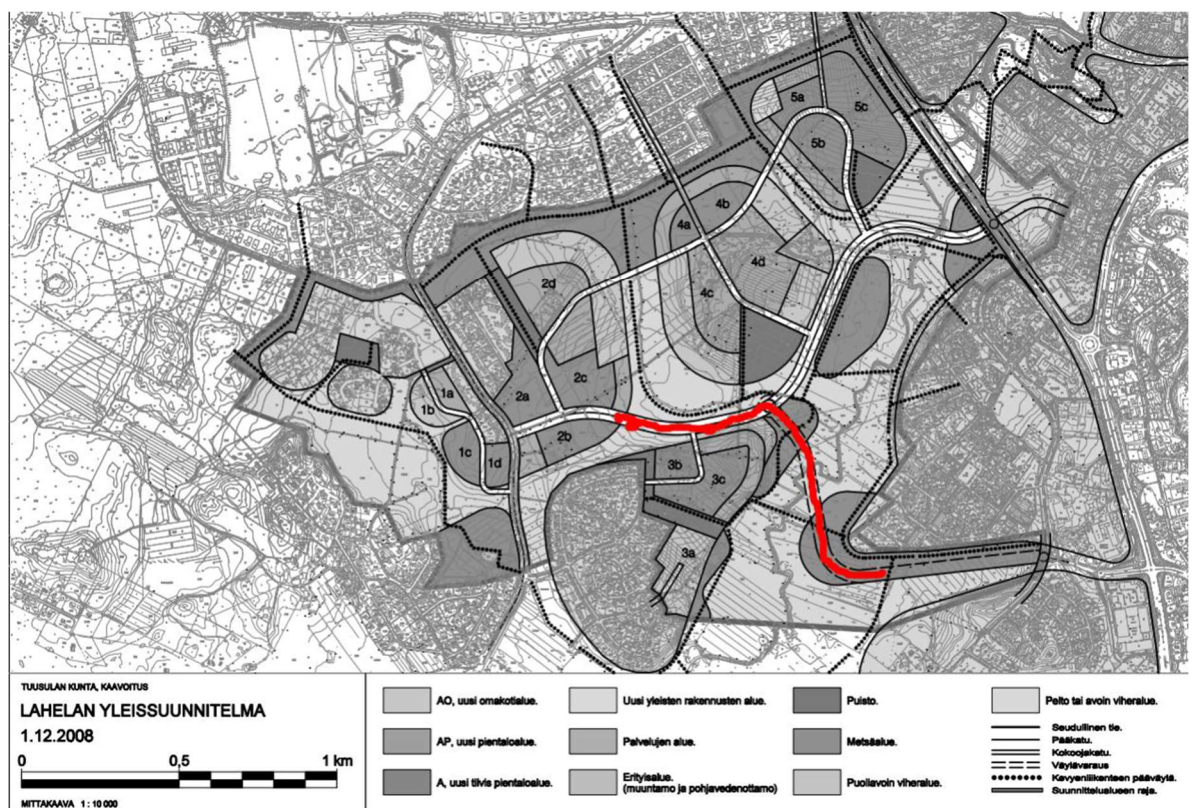 5a
5c
5b
4b
4a
4d
2d
4c
2c
1a
2a
1b
2b
1c
1d
3b
3c
3a
TUUSULAN KUNTA, KAAVOITUS
LAHELAN YLEISSUUNNITELMA
1.12.2008
0 0,5 1 km
MITTAKAAVA 1 : 10 000
AO, uusi omakotialue.
AP, uusi pientaloalue.
A, uusi tiivis pientaloalue.
Uusi yleisten rakennusten alue.
Palvelujen alue.
Erityisalue.
(muuntamo ja pohjavedenottamo)
Puisto.
Metsäalue.
Puoliavoin viheralue.
Pelto tai avoin viheralue.
Seudullinen tie.
Pääkatu.
Kokoojakatu.
Väylävaraus
Kevyenliikenteen pääväylä.
Suunnittelualueen raja.